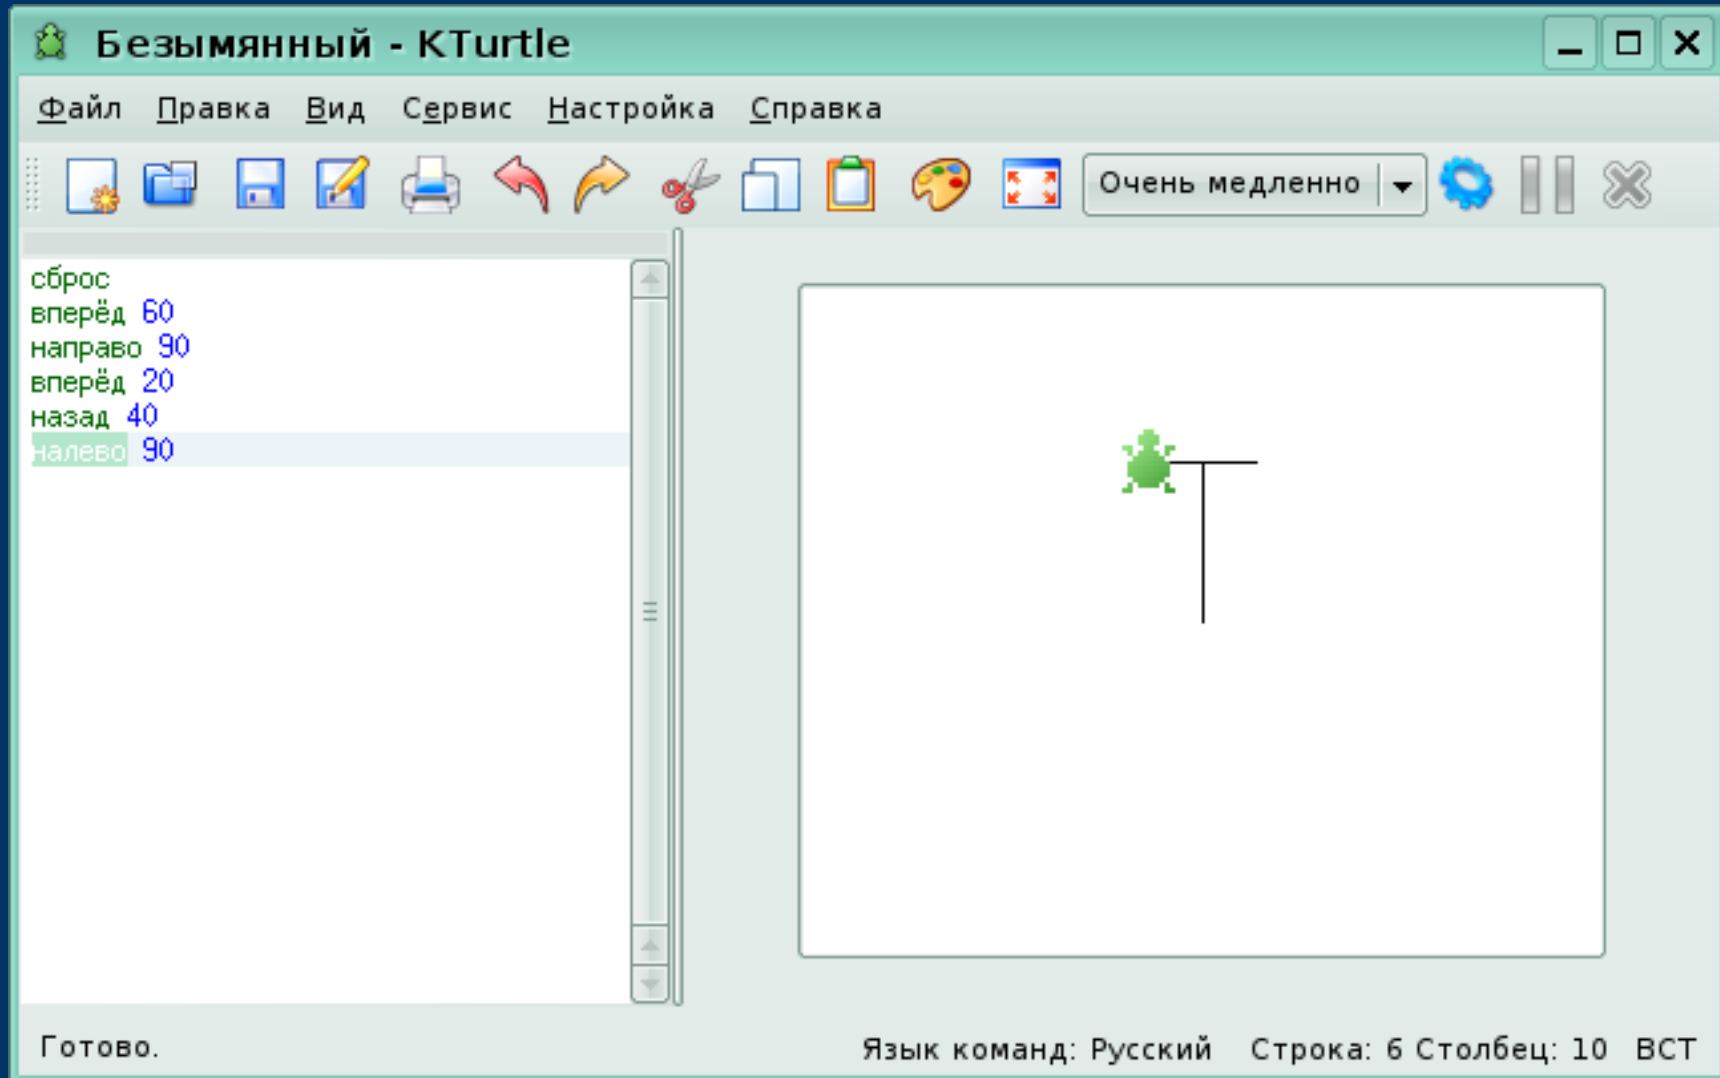 Безымянный - KTurtle
Файл Правка Вид Сервис Настройка Справка
Очень медленно
сброс
вперёд 60
направо 90
вперёд 20
назад 40
налево 90
Готово.
Язык команд: Русский Строка: 6 Столбец: 10 ВСТ